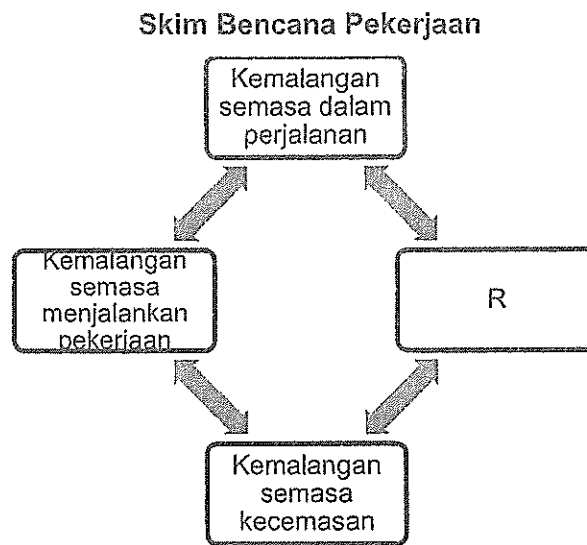 Skim Bencana Pekerjaan
Kemalangan
semasa dalam
perjalanan
Kemalangan
semasa
menjalankan
pekerjaan
R
Kemalangan
semasa
kecemasan